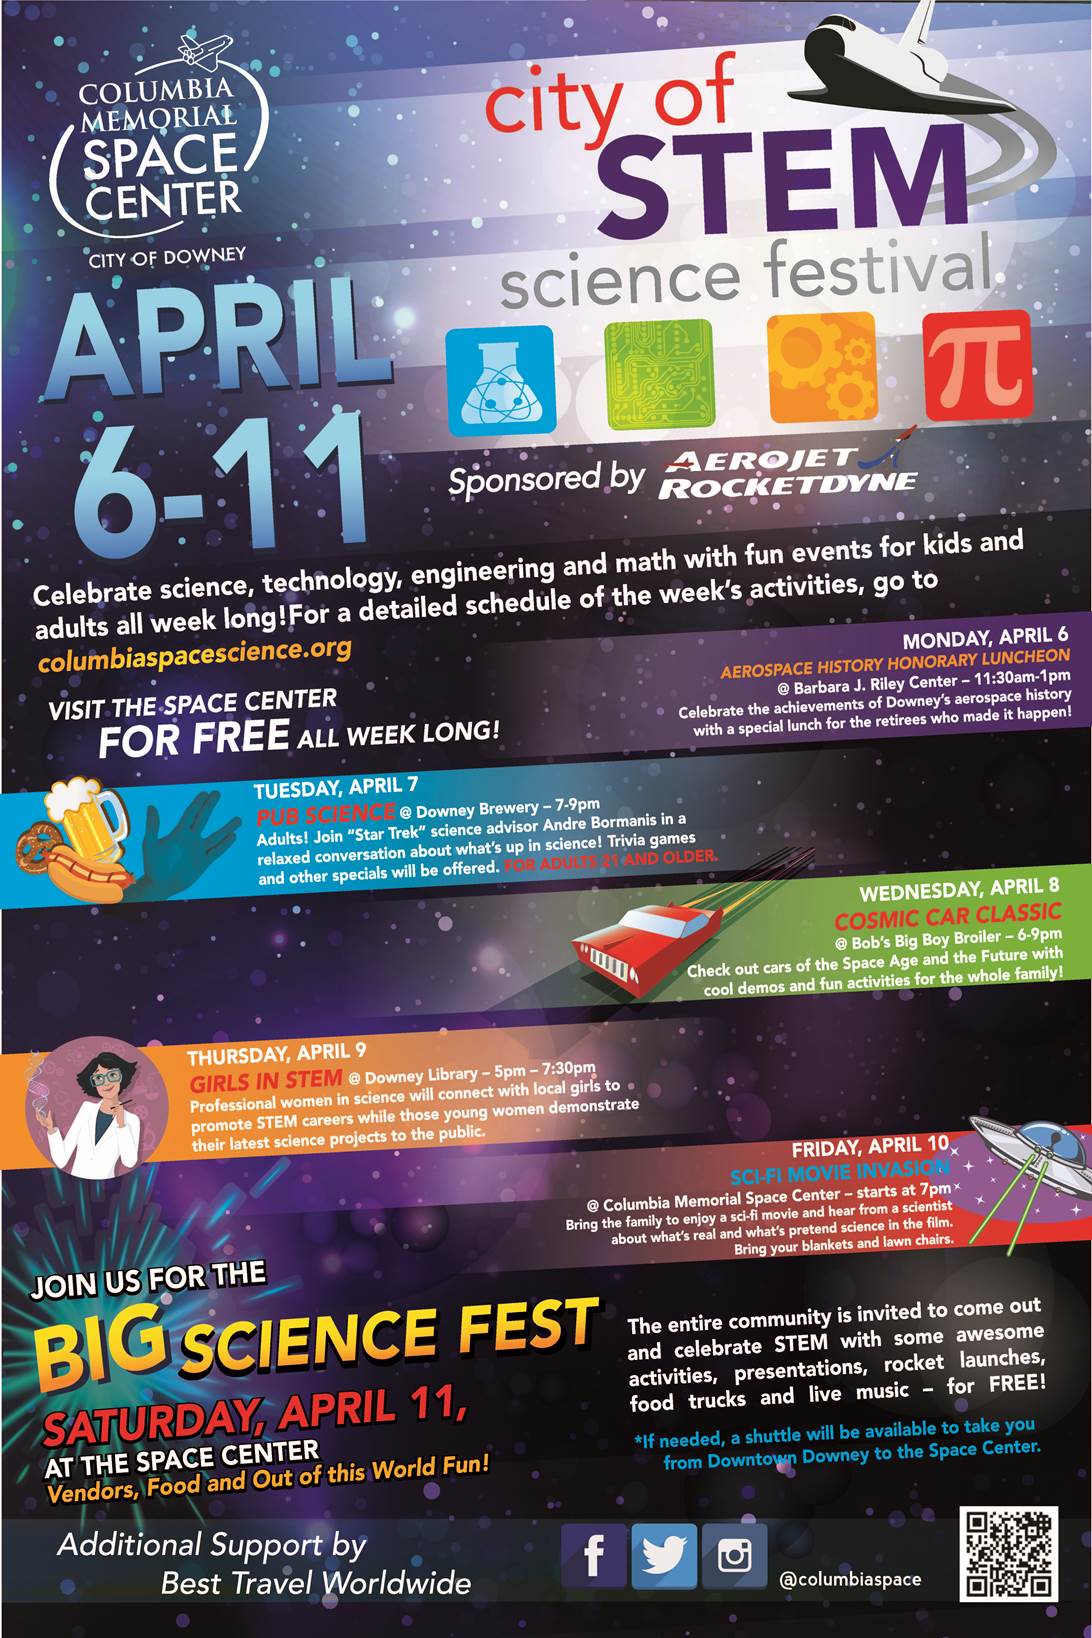 COLUMBIA
MEMORIAL
SPACE
CENTER
CITY OF DOWNEY
city of
STEM
science festival
APRIL
6-11
π
Sponsored by AEROJET
ROCKETDYNE
Celebrate science, technology, engineering and math with fun events for kids and
adults all week long!For a detailed schedule of the week's activities, go to
columbiaspacescience.org
VISIT THE SPACE CENTER
FOR FREE ALL WEEK LONG!
MONDAY, APRIL 6
AEROSPACE HISTORY HONORARY LUNCHEON
@ Barbara J. Riley Center – 11:30am-1pm
Celebrate the achievements of Downey's aerospace history
with a special lunch for the retirees who made it happen!
TUESDAY, APRIL 7
PUB SCIENCE @ Downey Brewery – 7-9pm
Adults! Join "Star Trek" science advisor Andre Bormanis in a
relaxed conversation about what's up in science! Trivia games
and other specials will be offered. FOR ADULTS 21 AND OLDER.
WEDNESDAY, APRIL 8
COSMIC CAR CLASSIC
@ Bob's Big Boy Broiler – 6-9pm
Check out cars of the Space Age and the Future with
cool demos and fun activities for the whole family!
THURSDAY, APRIL 9
GIRLS IN STEM @ Downey Library – 5pm – 7:30pm
Professional women in science will connect with local girls to
promote STEM careers while those young women demonstrate
their latest science projects to the public.
FRIDAY, APRIL 10
SCI-FI MOVIE INVASION
@ Columbia Memorial Space Center – starts at 7pm
Bring the family to enjoy a sci-fi movie and hear from a scientist
about what's real and what's pretend science in the film.
Bring your blankets and lawn chairs.
JOIN US FOR THE
BIG SCIENCE FEST
SATURDAY, APRIL 11,
AT THE SPACE CENTER
Vendors, Food and Out of this World Fun!
The entire community is invited to come out
and celebrate STEM with some awesome
activities, presentations, rocket launches,
food trucks and live music – for FREE!
*If needed, a shuttle will be available to take you
from Downtown Downey to the Space Center.
Additional Support by
Best Travel Worldwide
f
@columbiaspace